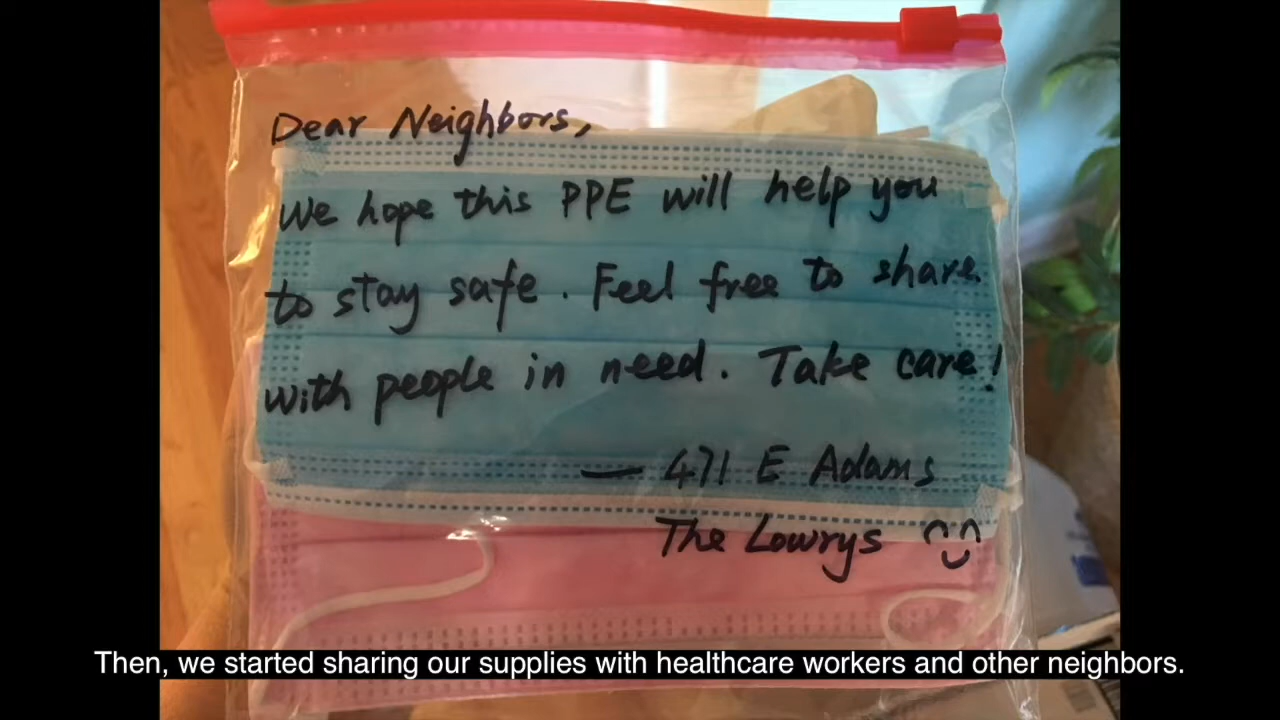 Dear Neighbors,
We hope this PPE will help you
to stay safe. Feel free to share
with people in need. Take care!
— 471 E Adams
The Lowrys
Then, we started sharing our supplies with healthcare workers and other neighbors.